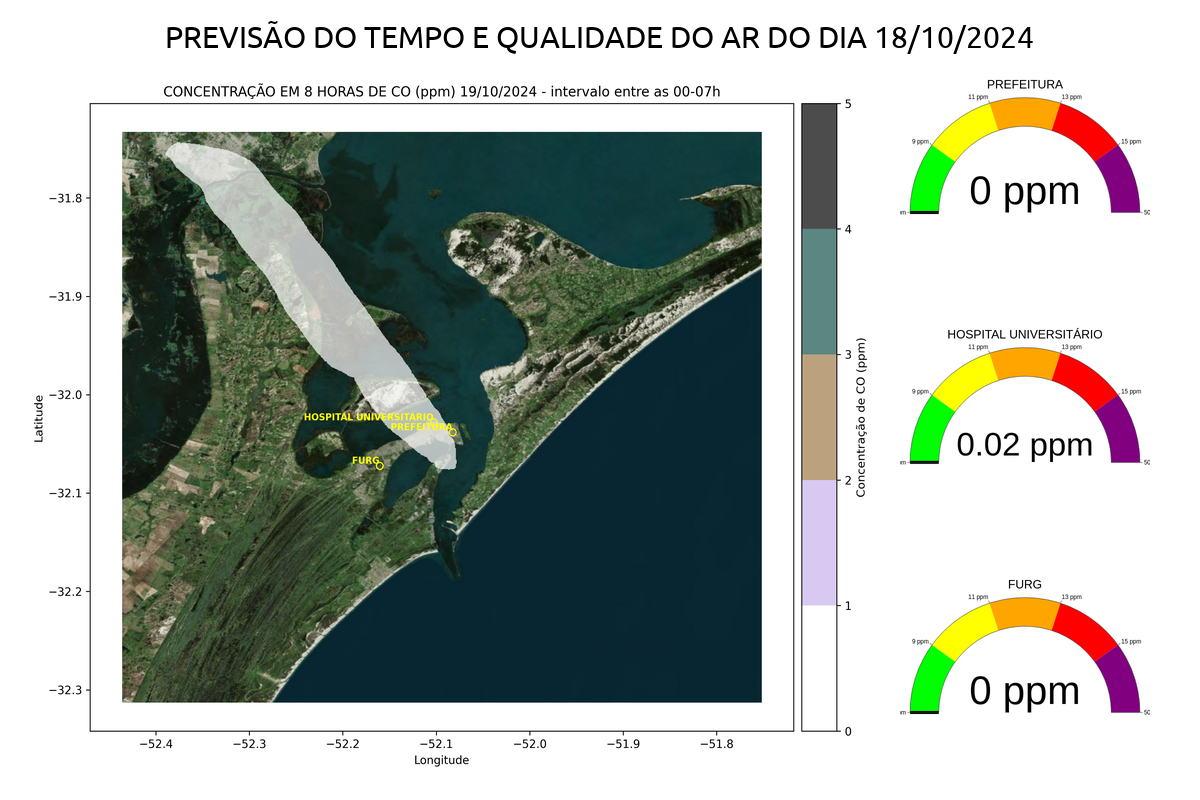 PREVISÃO DO TEMPO E QUALIDADE DO AR DO DIA 18/10/2024
CONCENTRAÇÃO EM 8 HORAS DE CO (ppm) 19/10/2024 - intervalo entre as 00-07h
−31.8
−31.9
−32.0
−32.1
−32.2
−32.3
Latitude
−52.4
−52.3
−52.2
−52.1
−52.0
−51.9
−51.8
Longitude
HOSPITAL UNIVERSITÁRIO
PREFEITURA
FURG
5
4
3
2
1
0
Concentração de CO (ppm)
PREFEITURA
11 ppm
13 ppm
9 ppm
15 ppm
0 ppm
HOSPITAL UNIVERSITÁRIO
11 ppm
13 ppm
9 ppm
15 ppm
0.02 ppm
FURG
11 ppm
13 ppm
9 ppm
15 ppm
0 ppm